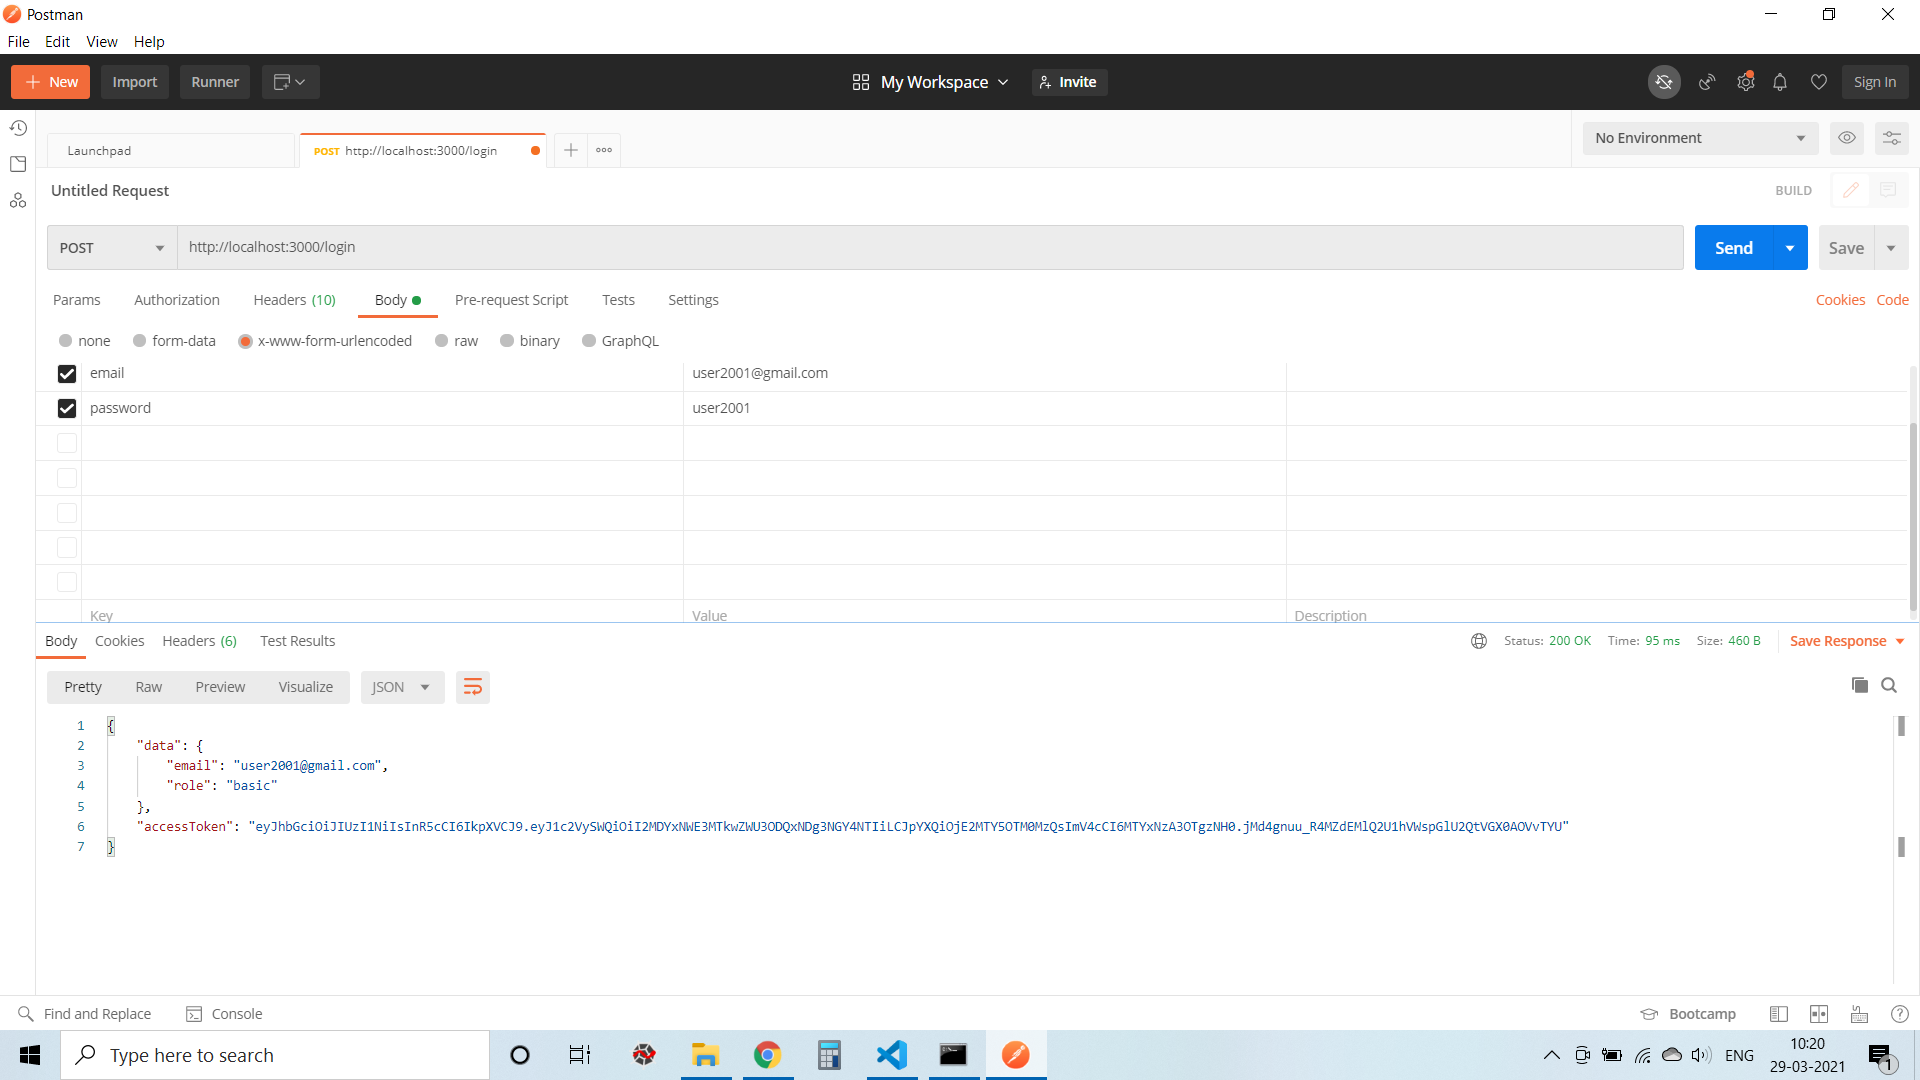 Postman
File Edit View Help
New Import Runner My Workspace Invite Sign In
Launchpad POST http://localhost:3000/login No Environment
Untitled Request BUILD
POST http://localhost:3000/login Send Save
Params Authorization Headers (10) Body Pre-request Script Tests Settings Cookies Code
none form-data x-www-form-urlencoded raw binary GraphQL
email user2001@gmail.com
password user2001
Key Value Description
Body Cookies Headers (6) Test Results Status: 200 OK Time: 95 ms Size: 460 B Save Response
Pretty Raw Preview Visualize JSON
1 {
2 "data": {
3 "email": "user2001@gmail.com",
4 "role": "basic"
5 },
6 "accessToken": "eyJhbGciOiJIUzI1NiIsInR5cCI6IkpXVCJ9.eyJ1c2VySWQiOiI2MDYxNWE3MTkwZWU3ODQxNDg3NGY4NTIiLCJpYXQiOjE2MTY5OTM0MzQsImV4cCI6MTYxNzA3OTgzNH0.jMd4gnuu_R4MZdEMlQ2U1hVWspGlU2QtVGX0AOVvTYU"
7 }
Find and Replace Console Bootcamp
Type here to search ENG 10:20
29-03-2021 1